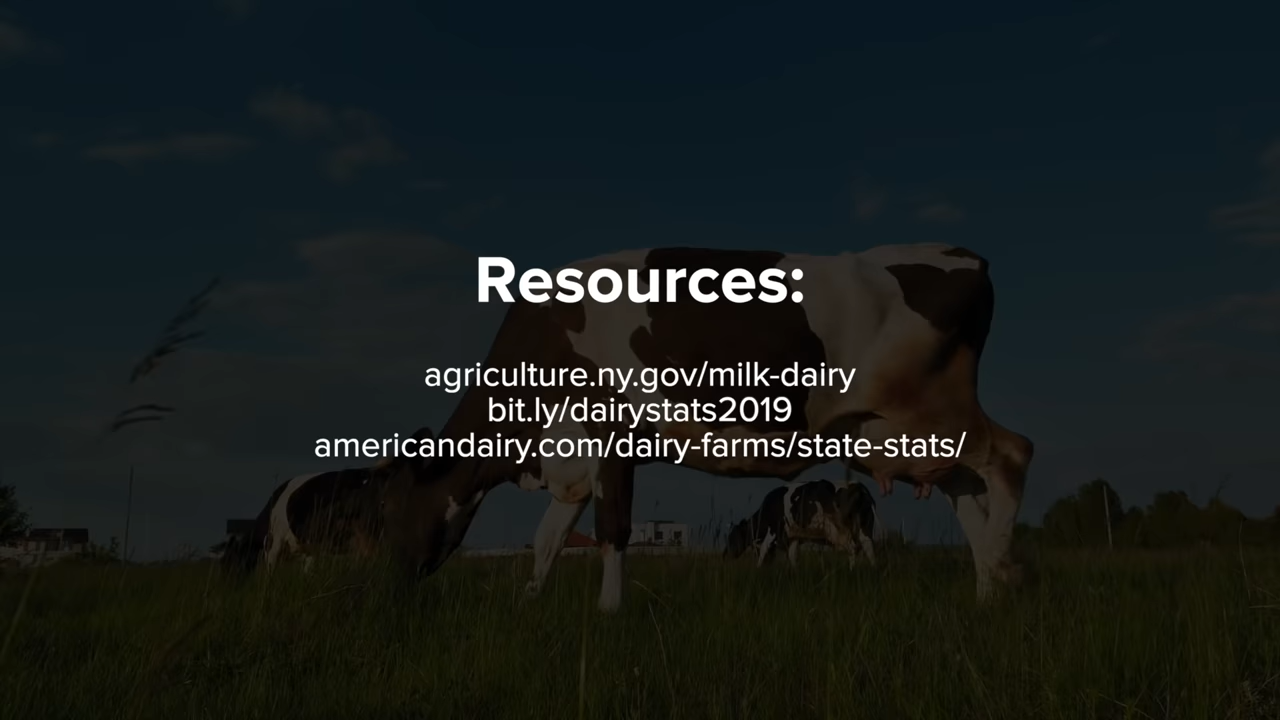 Resources:
agriculture.ny.gov/milk-dairy
bit.ly/dairystats2019
americandairy.com/dairy-farms/state-stats/